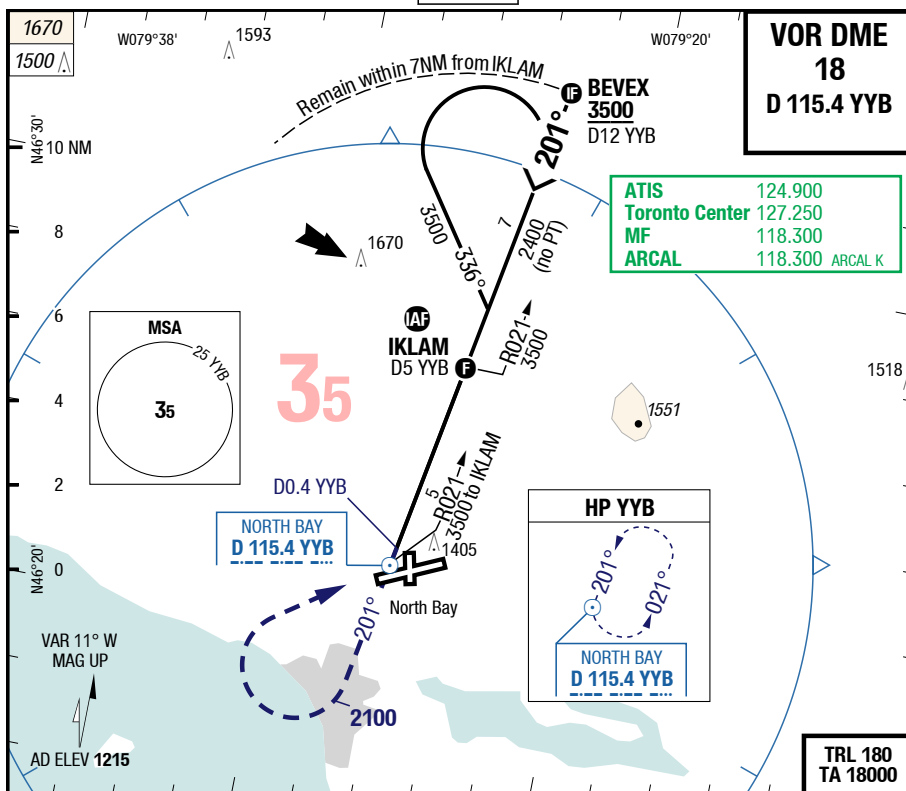 1670
1500
W079°38'
1593
W079°20'
VOR DME
18
D 115.4 YYB
Remain within 7NM from IKLAM
IF BEVEX
3500
D12 YYB
201°
N46°30'
10 NM
8
6
4
2
0
N46°20'
ATIS 124.900
Toronto Center 127.250
MF 118.300
ARCAL 118.300 ARCAL K
3500
336°
7
2400
(no PT)
1670
MSA
25 YYB
35
35
IAF
IKLAM
D5 YYB
F
R021
3500
1518
1551
D0.4 YYB
5
R021
3500 to IKLAM
NORTH BAY
D 115.4 YYB
1405
North Bay
201°
2100
HP YYB
201°
021°
NORTH BAY
D 115.4 YYB
VAR 11° W
MAG UP
AD ELEV 1215
TRL 180
TA 18000